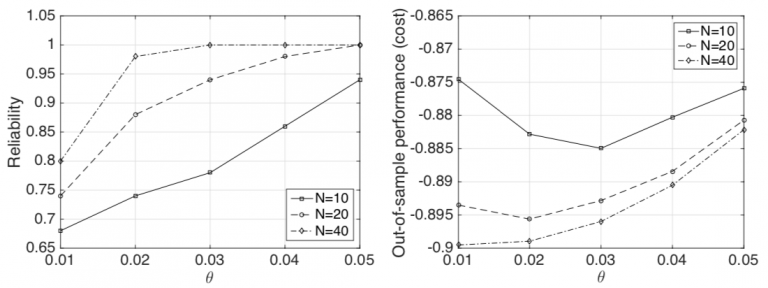 1.05
1
0.95
0.9
0.85
0.8
0.75
0.7
0.65
Reliability
0.01 0.02 0.03 0.04 0.05
θ
N=10
N=20
N=40
-0.865
-0.87
-0.875
-0.88
-0.885
-0.89
-0.895
-0.9
Out-of-sample performance (cost)
0.01 0.02 0.03 0.04 0.05
θ
N=10
N=20
N=40